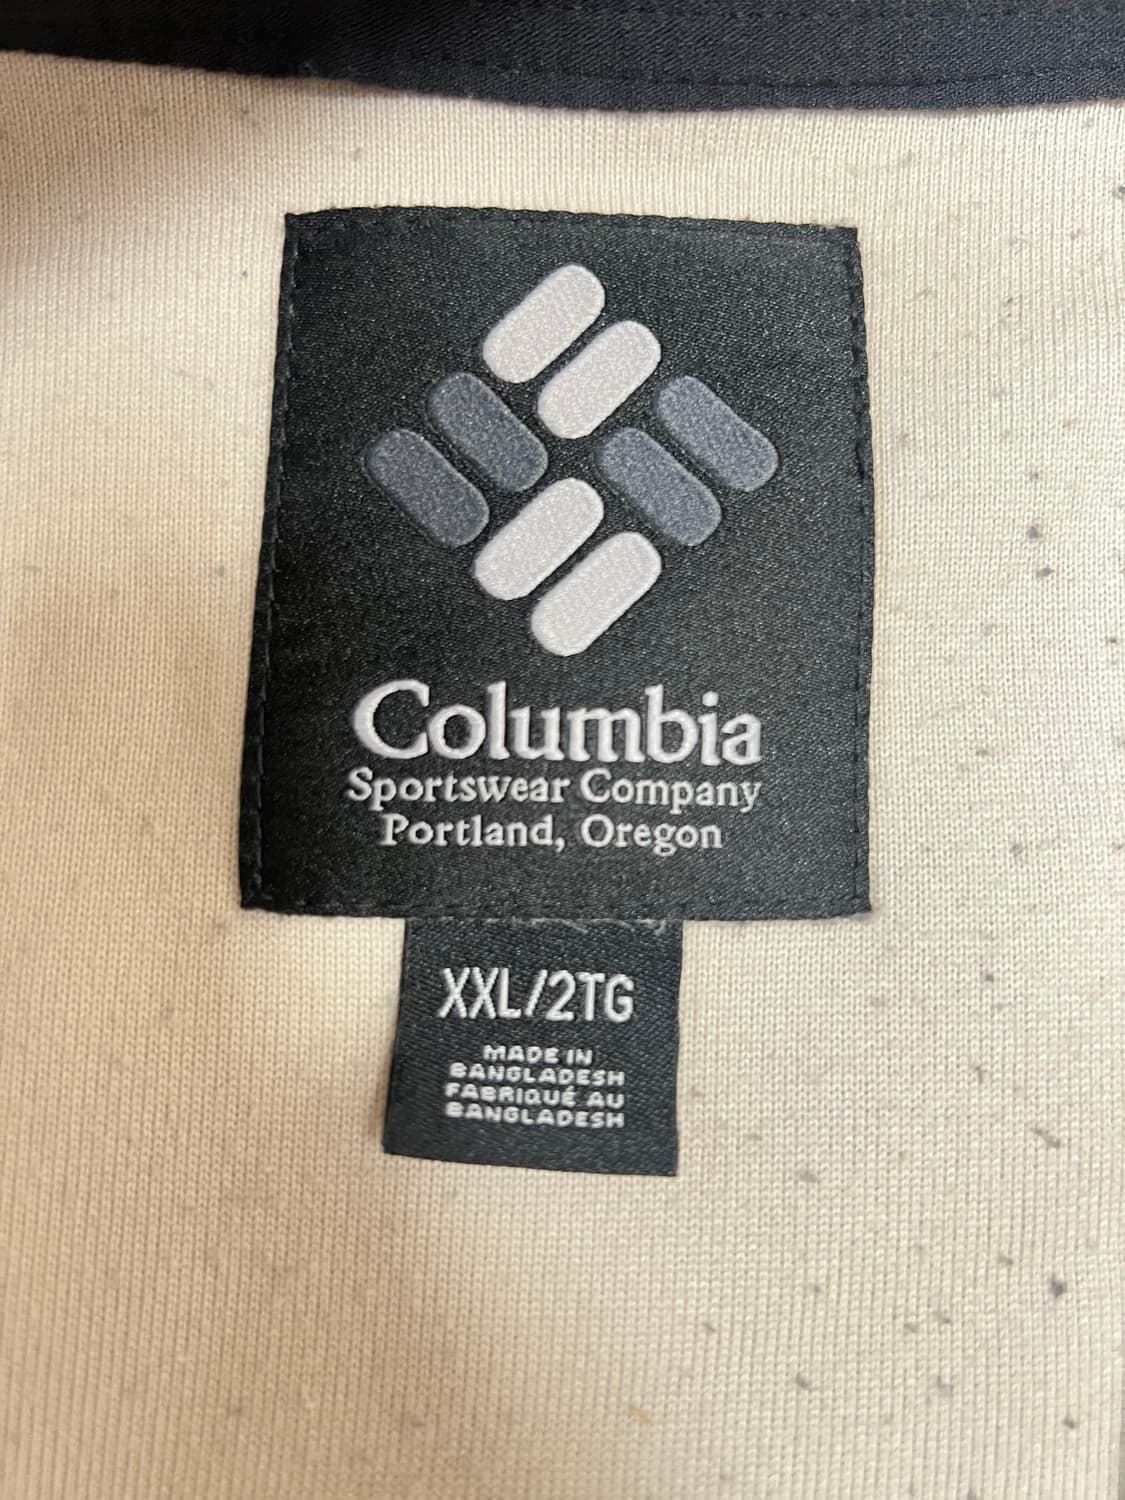 Columbia
Sportswear Company
Portland, Oregon
XXL/2TG
MADE IN
BANGLADESH
FABRIQUÉ AU
BANGLADESH